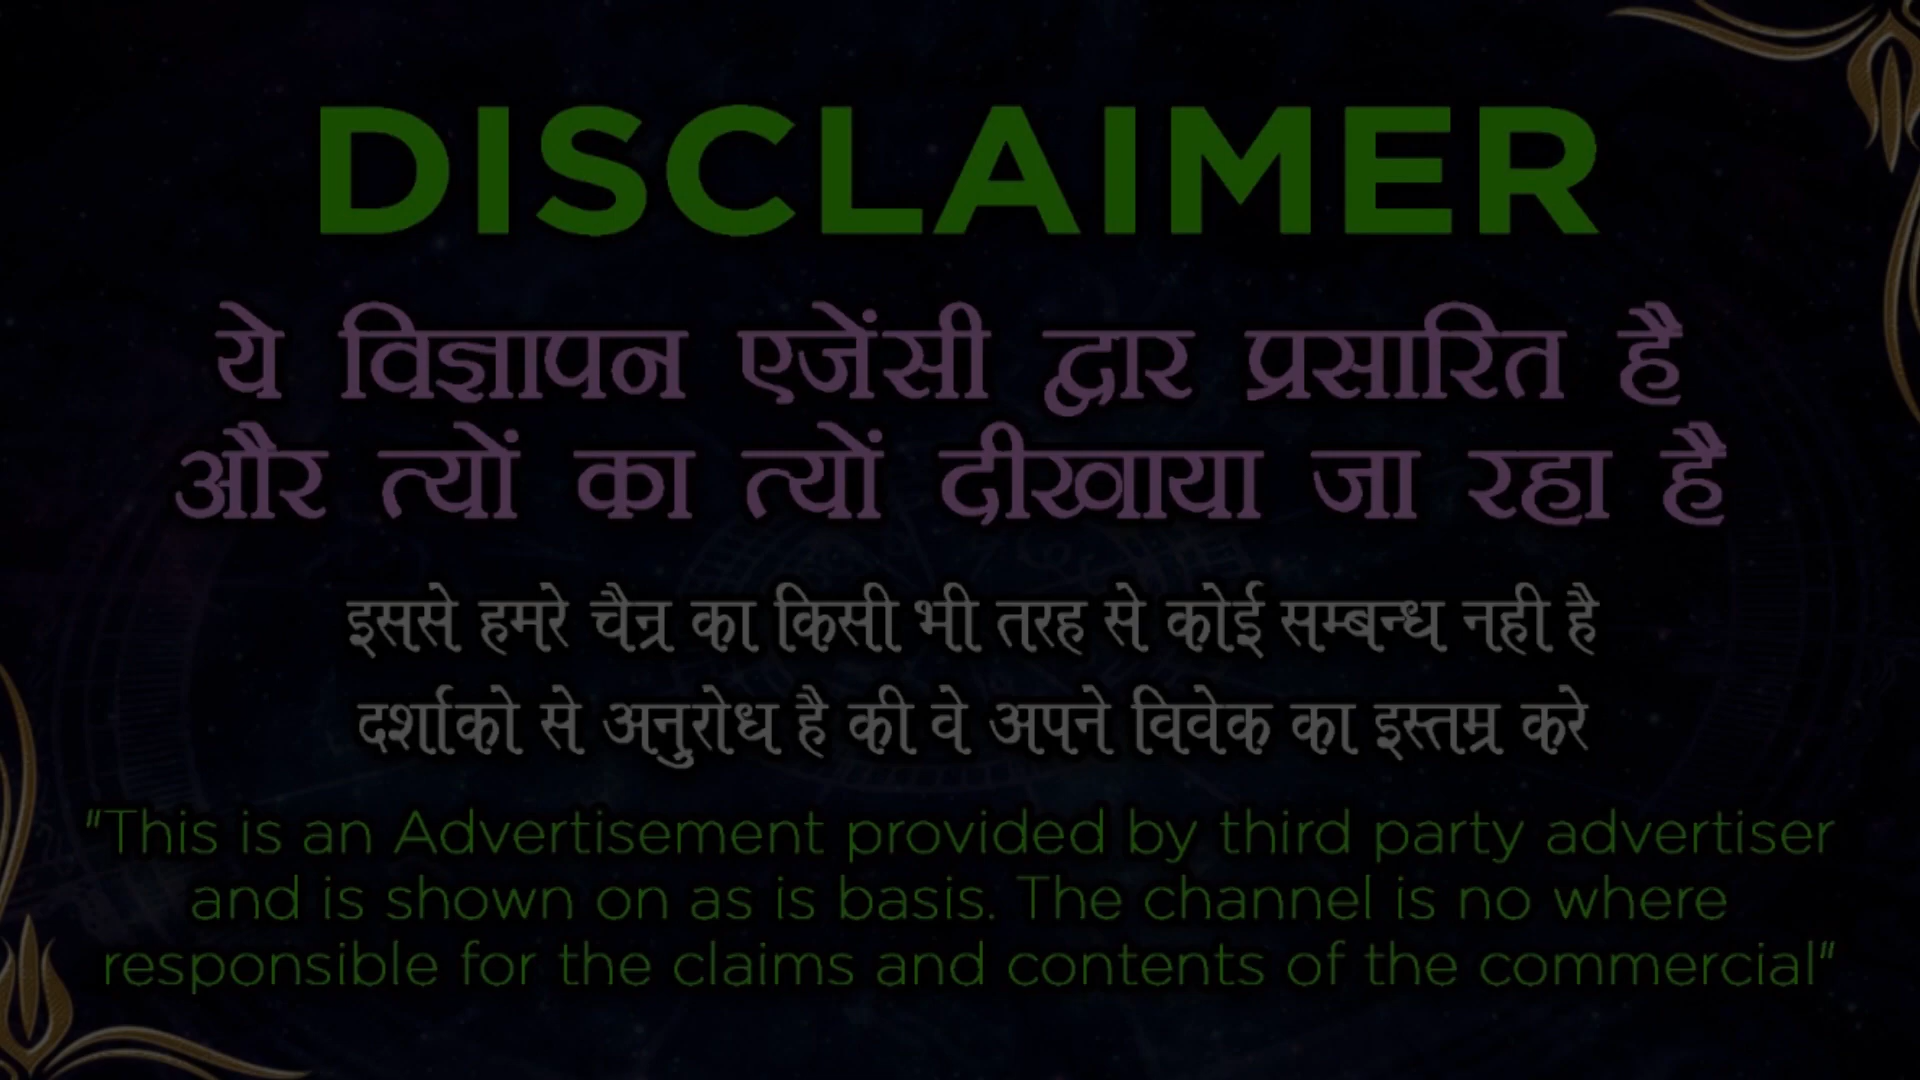 DISCLAIMER
ये विज्ञापन एजेंसी द्वार प्रसारित है
और त्यों का त्यों दीखाया जा रहा है
इससे हमरे चैन्र का किसी भी तरह से कोई सम्बन्ध नही है
दर्शाको से अनुरोध है की वे अपने विवेक का इस्तम्र करे
"This is an Advertisement provided by third party advertiser
and is shown on as is basis. The channel is no where
responsible for the claims and contents of the commercial"